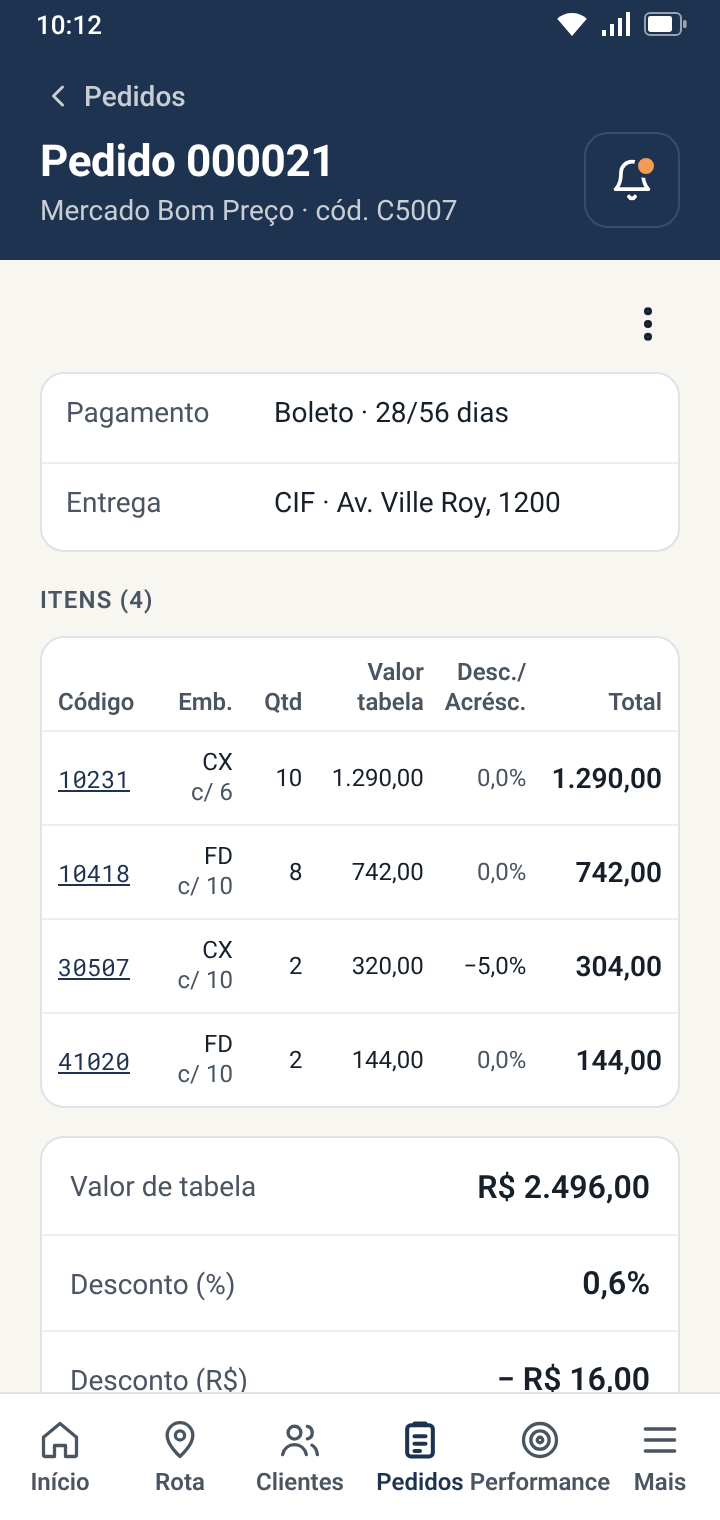 10:12
Pedidos
Pedido 000021
Mercado Bom Preço · cód. C5007
Pagamento Boleto · 28/56 dias
Entrega CIF · Av. Ville Roy, 1200
ITENS (4)
Código Emb. Qtd Valor tabela Desc./ Acrésc. Total
10231 CX c/ 6 10 1.290,00 0,0% 1.290,00
10418 FD c/ 10 8 742,00 0,0% 742,00
30507 CX c/ 10 2 320,00 −5,0% 304,00
41020 FD c/ 10 2 144,00 0,0% 144,00
Valor de tabela R$ 2.496,00
Desconto (%) 0,6%
Desconto (R$) − R$ 16,00
Início Rota Clientes Pedidos Performance Mais